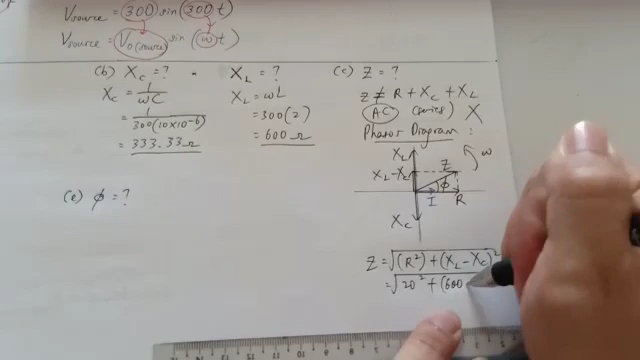 Vsource = 300 sin (300 t)
Vsource = Vo(source) sin (ωt)
(b) Xc = ?
Xc = 1/ωC
= 1/300(10×10⁻⁶)
= 333.33 Ω
XL = ?
XL = ωL
= 300(2)
= 600 Ω
(c) Z = ?
Z ≠ R + Xc + XL
AC (series) X
Phasor Diagram :
XL
XL-Xc
Z
ω
ϕ
I
R
Xc
Z = √(R²) + (XL - Xc)²
= √20² + (600
(e) ϕ = ?